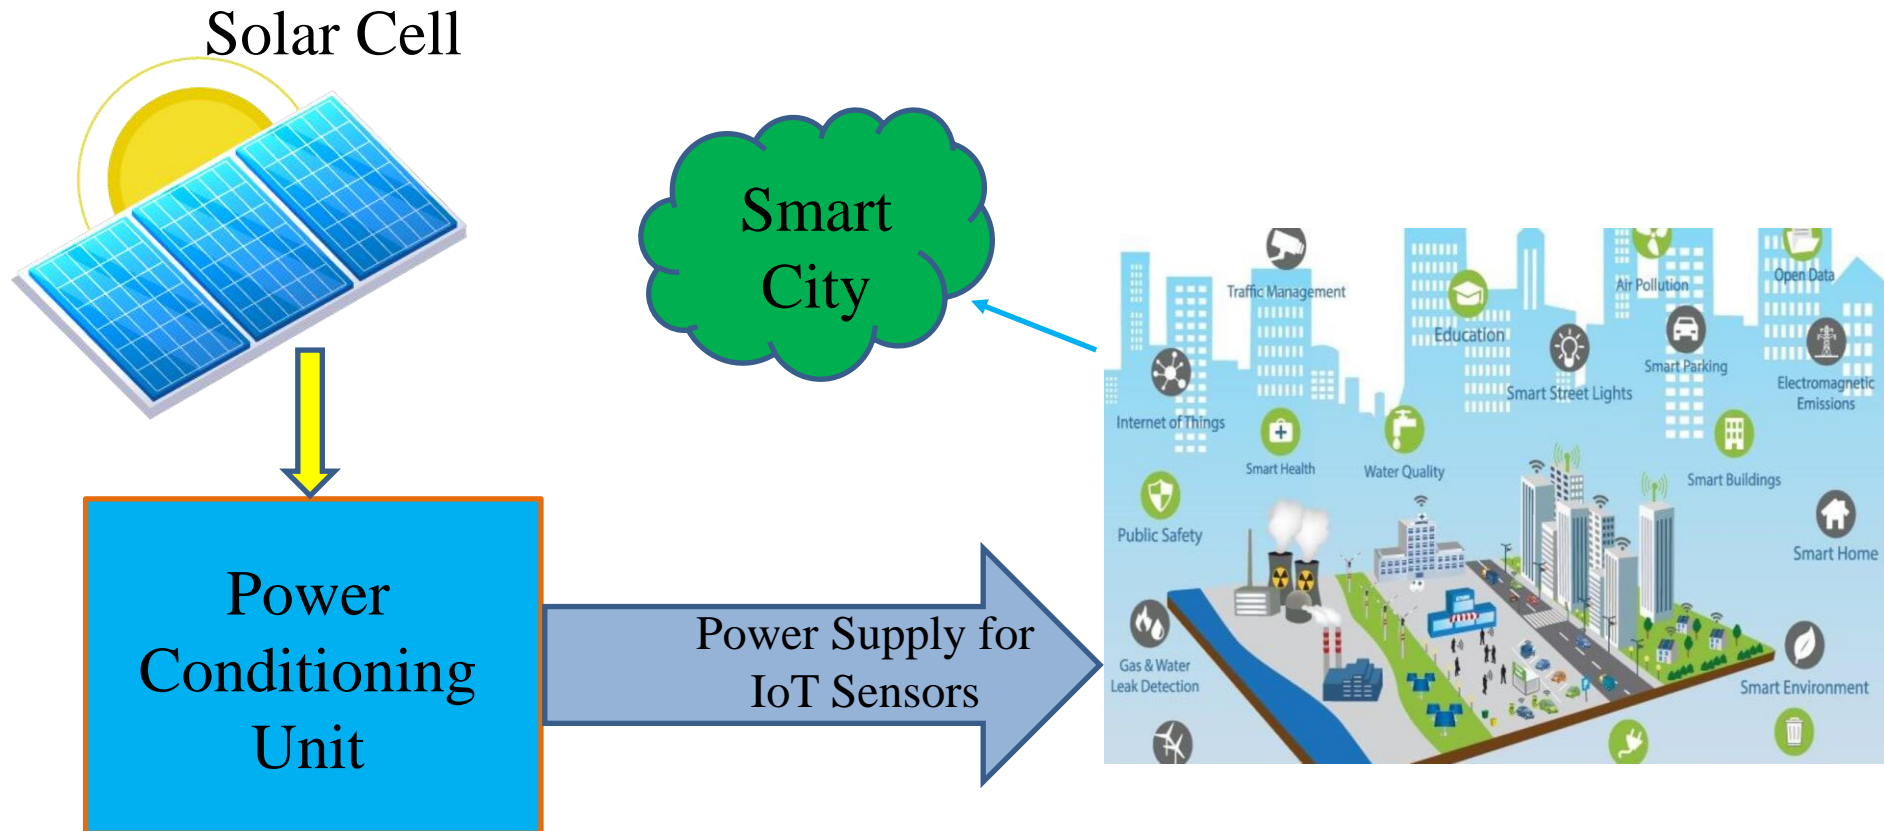 Solar Cell
Smart
City
Power
Conditioning
Unit
Power Supply for
IoT Sensors
Traffic Management
Air Pollution
Open Data
Education
Smart Parking
Smart Street Lights
Electromagnetic
Emissions
Internet of Things
Smart Health
Water Quality
Smart Buildings
Public Safety
Smart Home
Gas & Water
Leak Detection
Smart Environment